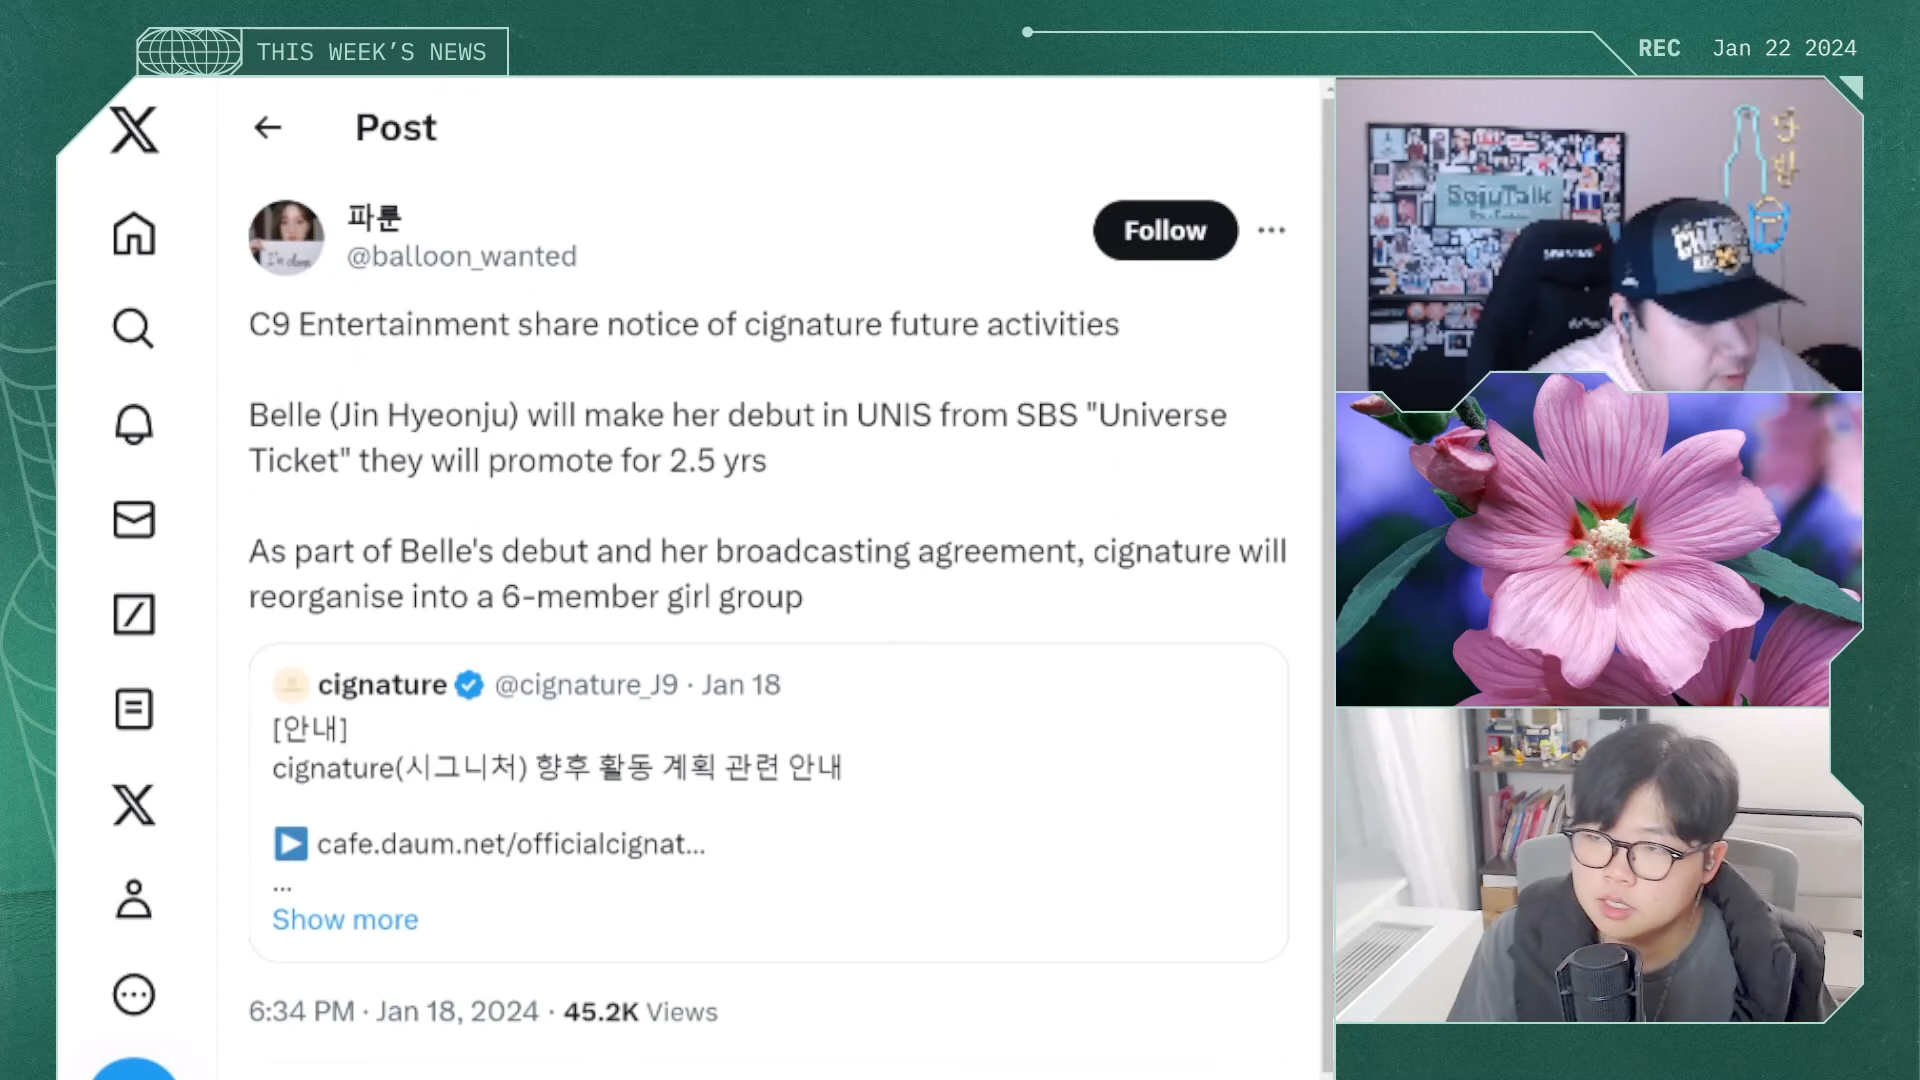 THIS WEEK’S NEWS
REC Jan 22 2024
Post
파룬
@balloon_wanted
Follow
C9 Entertainment share notice of cignature future activities
Belle (Jin Hyeonju) will make her debut in UNIS from SBS "Universe
Ticket" they will promote for 2.5 yrs
As part of Belle's debut and her broadcasting agreement, cignature will
reorganise into a 6-member girl group
cignature @cignature_J9 · Jan 18
[안내]
cignature(시그니처) 향후 활동 계획 관련 안내
cafe.daum.net/officialcignat...
...
Show more
6:34 PM · Jan 18, 2024 · 45.2K Views
SojuTalk
I'm done